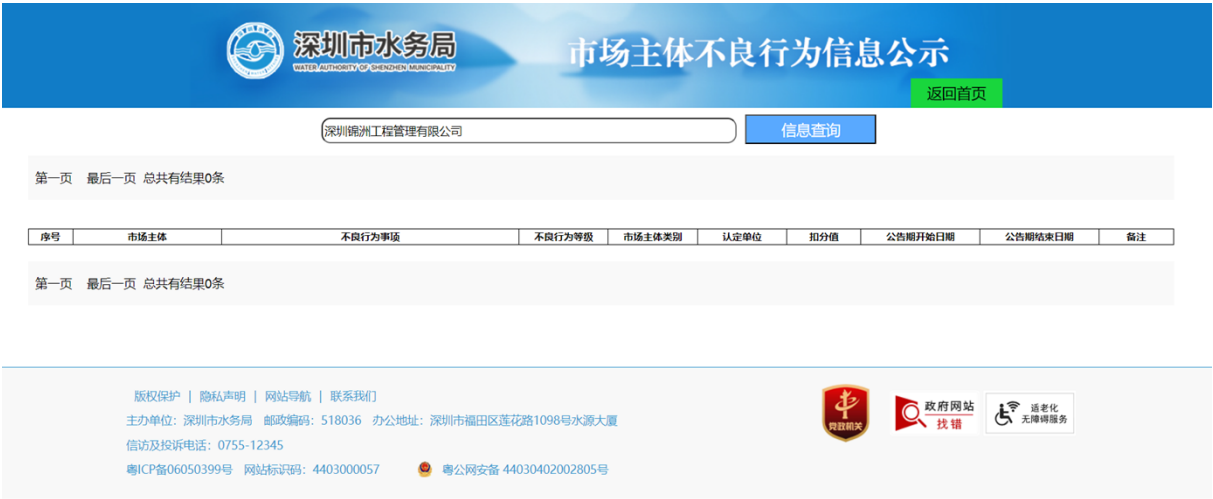 深圳市水务局
WATER AUTHORITY OF SHENZHEN MUNICIPALITY
市场主体不良行为信息公示
返回首页
深圳锦洲工程管理有限公司 信息查询
第一页 最后一页 总共有结果0条
序号 市场主体 不良行为事项 不良行为等级 市场主体类别 认定单位 扣分值 公告期开始日期 公告期结束日期 备注
第一页 最后一页 总共有结果0条
版权保护 | 隐私声明 | 网站导航 | 联系我们
主办单位：深圳市水务局 邮政编码：518036 办公地址：深圳市福田区莲花路1098号水源大厦
信访及投诉电话：0755-12345
粤ICP备06050399号 网站标识码：4403000057 粤公网安备 44030402002805号
党政机关
政府网站
找错
适老化
无障碍服务